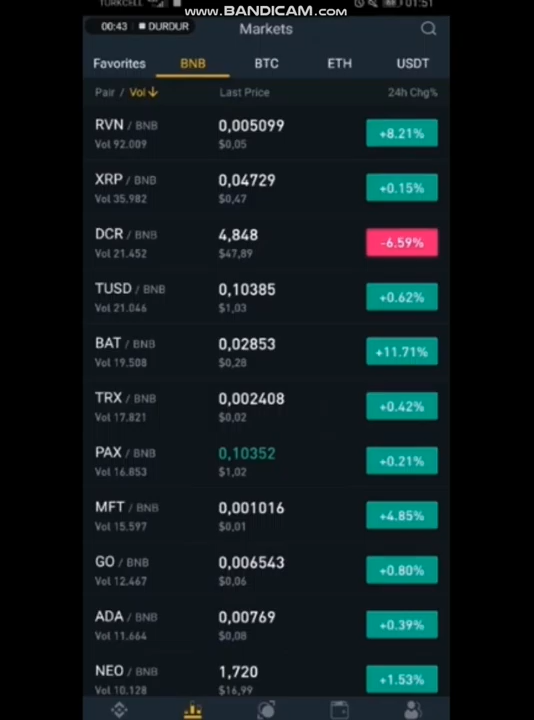 TURKCELL 01:51
www.BANDICAM.com
00:43 ■ DURDUR
Markets
Favorites BNB BTC ETH USDT
Pair / Vol↓ Last Price 24h Chg%
RVN / BNB 0,005099 +8.21%
Vol 92.009 $0,05
XRP / BNB 0,04729 +0.15%
Vol 35.982 $0,47
DCR / BNB 4,848 -6.59%
Vol 21.452 $47,89
TUSD / BNB 0,10385 +0.62%
Vol 21.046 $1,03
BAT / BNB 0,02853 +11.71%
Vol 19.508 $0,28
TRX / BNB 0,002408 +0.42%
Vol 17.821 $0,02
PAX / BNB 0,10352 +0.21%
Vol 16.853 $1,02
MFT / BNB 0,001016 +4.85%
Vol 15.597 $0,01
GO / BNB 0,006543 +0.80%
Vol 12.467 $0,06
ADA / BNB 0,00769 +0.39%
Vol 11.664 $0,08
NEO / BNB 1,720 +1.53%
Vol 10.128 $16,99